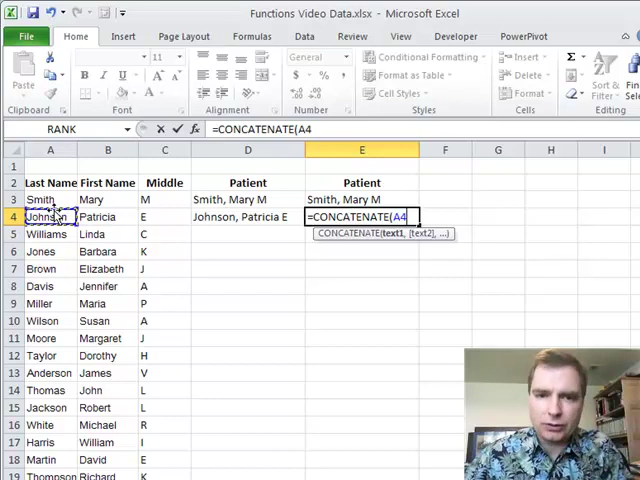 Functions Video Data.xlsx - Microsoft Excel
File Home Insert Page Layout Formulas Data Review View Developer PowerPivot
Paste
Clipboard
11
B I U
Font
Alignment
General
$ % ,
Number
Conditional Formatting
Format as Table
Cell Styles
Styles
Insert
Delete
Format
Cells
Σ
Editing
RANK =CONCATENATE(A4
A B C D E F G H I
1
2 Last Name First Name Middle Patient Patient
3 Smith Mary M Smith, Mary M Smith, Mary M
4 Johnson Patricia E Johnson, Patricia E =CONCATENATE(A4
CONCATENATE(text1, [text2], ...)
5 Williams Linda C
6 Jones Barbara K
7 Brown Elizabeth J
8 Davis Jennifer A
9 Miller Maria P
10 Wilson Susan A
11 Moore Margaret J
12 Taylor Dorothy H
13 Anderson James V
14 Thomas John L
15 Jackson Robert L
16 White Michael R
17 Harris William I
18 Martin David E
19 Thompson Richard K